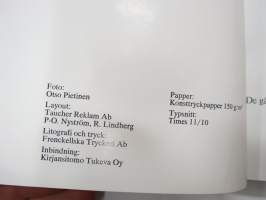 Foto:
Otso Pietinen
Layout:
Taucher Reklam Ab
P-O. Nyström, R. Lindberg
Litografi och tryck:
Frenckellska Tryckeri Ab
Inbindning:
Kirjansitomo Tukeva Oy
Papper:
Konsttryckpapper 150 g/m²
Typsnitt:
Times 11/10
De